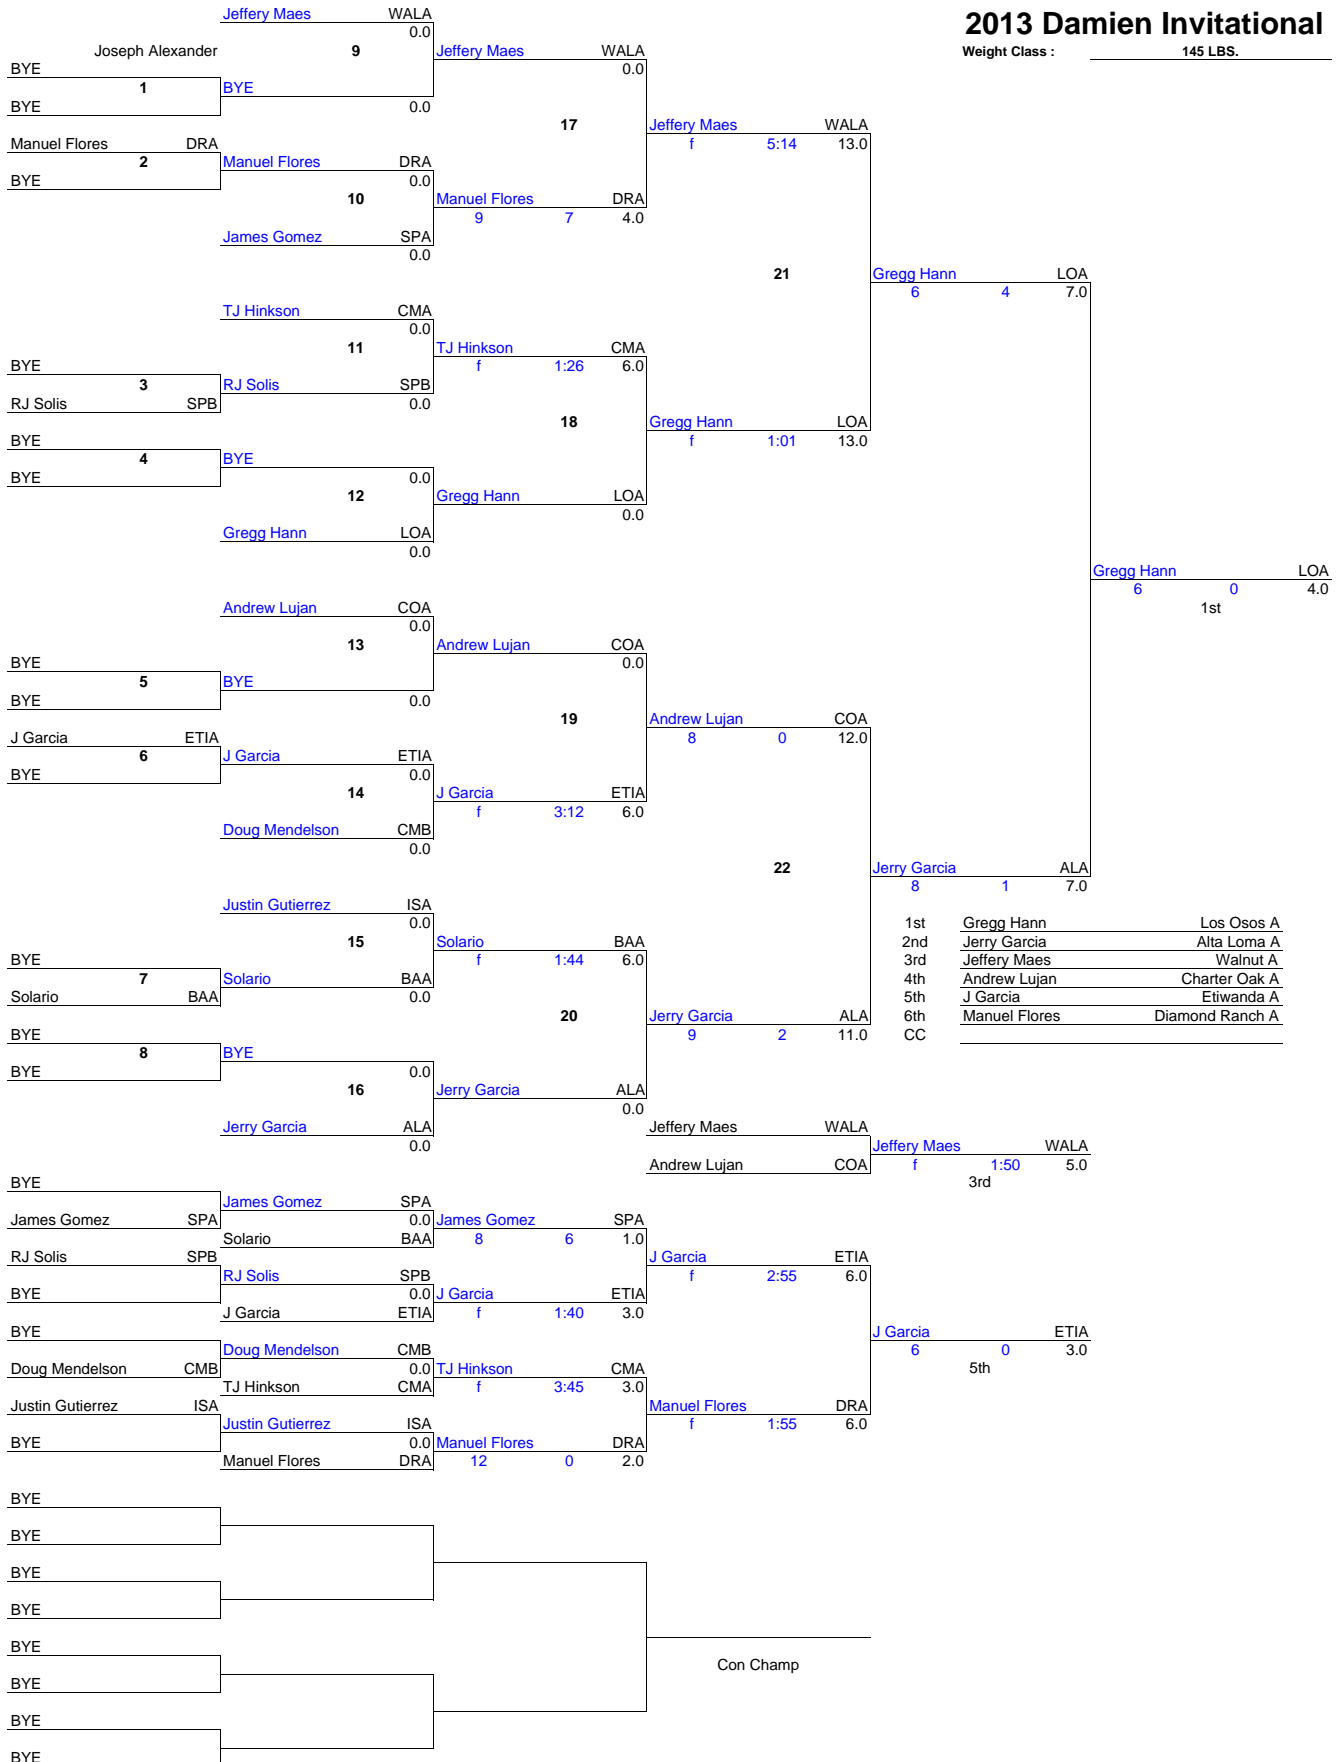 Jeffery Maes WALA
2013 Damien Invitational
0.0
Joseph Alexander 9 Jeffery Maes WALA
Weight Class : 145 LBS.
BYE 0.0
1 BYE
BYE 0.0
17 Jeffery Maes WALA
Manuel Flores DRA f 5:14 13.0
2 Manuel Flores DRA
BYE 0.0
10 Manuel Flores DRA
9 7 4.0
James Gomez SPA
0.0
21 Gregg Hann LOA
6 4 7.0
TJ Hinkson CMA
0.0
11 TJ Hinkson CMA
BYE f 1:26 6.0
3 RJ Solis SPB
RJ Solis SPB 0.0
18 Gregg Hann LOA
BYE f 1:01 13.0
4 BYE
BYE 0.0
12 Gregg Hann LOA
0.0
Gregg Hann LOA
0.0
Gregg Hann LOA
6 0 4.0
1st
Andrew Lujan COA
0.0
13 Andrew Lujan COA
BYE 0.0
5 BYE
BYE 0.0
19 Andrew Lujan COA
J Garcia ETIA 8 0 12.0
6 J Garcia ETIA
BYE 0.0
14 J Garcia ETIA
f 3:12 6.0
Doug Mendelson CMB
0.0
22 Jerry Garcia ALA
8 1 7.0
Justin Gutierrez ISA
0.0
1st Gregg Hann Los Osos A
15 Solario BAA
2nd Jerry Garcia Alta Loma A
BYE f 1:44 6.0
3rd Jeffery Maes Walnut A
7 Solario BAA
4th Andrew Lujan Charter Oak A
Solario BAA 0.0
5th J Garcia Etiwanda A
20 Jerry Garcia ALA
6th Manuel Flores Diamond Ranch A
BYE 9 2 11.0
CC
8 BYE
BYE 0.0
16 Jerry Garcia ALA
0.0
Jerry Garcia ALA
0.0
Jeffery Maes WALA
Jeffery Maes WALA
Andrew Lujan COA
f 1:50 5.0
3rd
BYE
James Gomez SPA
James Gomez SPA 0.0 James Gomez SPA
Solario BAA 8 6 1.0
RJ Solis SPB
J Garcia ETIA
RJ Solis SPB f 2:55 6.0
BYE 0.0 J Garcia ETIA
J Garcia ETIA f 1:40 3.0
BYE
J Garcia ETIA
Doug Mendelson CMB 6 0 3.0
Doug Mendelson CMB 0.0 TJ Hinkson CMA 5th
TJ Hinkson CMA f 3:45 3.0
Justin Gutierrez ISA
Manuel Flores DRA
Justin Gutierrez ISA f 1:55 6.0
BYE 0.0 Manuel Flores DRA
Manuel Flores DRA 12 0 2.0
BYE
BYE
BYE
BYE
BYE
Con Champ
BYE
BYE
BYE